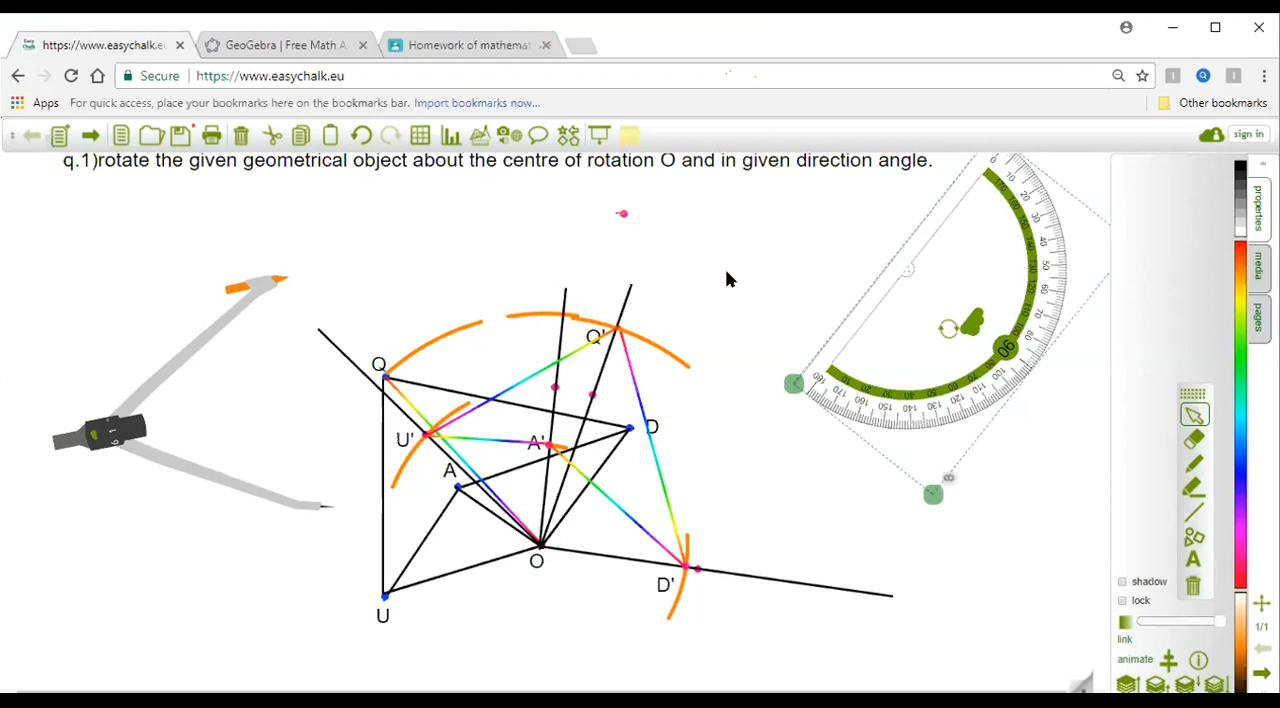 https://www.easychalk.eu
GeoGebra | Free Math A
Homework of mathemat
Secure
https://www.easychalk.eu
Apps
For quick access, place your bookmarks here on the bookmarks bar. Import bookmarks now...
Other bookmarks
sign in
q.1)rotate the given geometrical object about the centre of rotation O and in given direction angle.
properties
media
pages
90
Q
Q'
U'
A'
D
A
O
D'
U
A
shadow
lock
1/1
link
animate